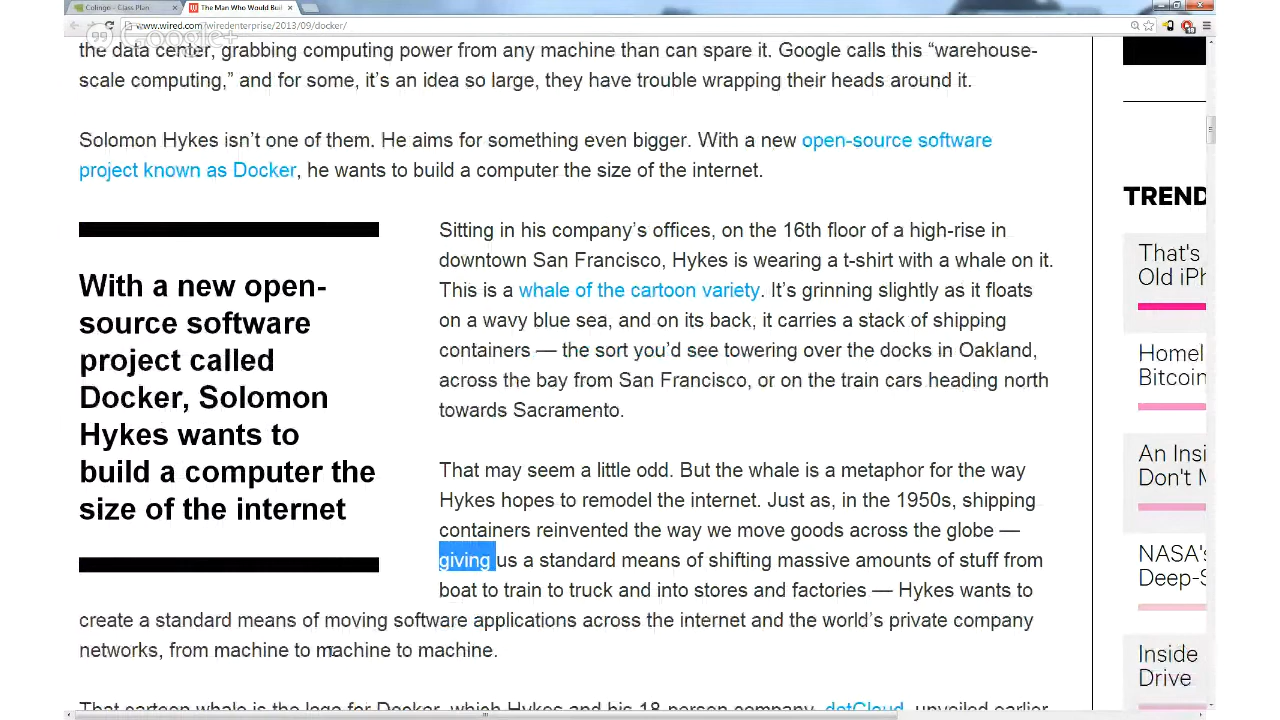 Colingo - Class Plan
The Man Who Would Buil
www.wired.com/wiredenterprise/2013/09/docker/
Google+
the data center, grabbing computing power from any machine than can spare it. Google calls this “warehouse-
scale computing,” and for some, it’s an idea so large, they have trouble wrapping their heads around it.
Solomon Hykes isn’t one of them. He aims for something even bigger. With a new open-source software
project known as Docker, he wants to build a computer the size of the internet.
With a new open-
source software
project called
Docker, Solomon
Hykes wants to
build a computer the
size of the internet
Sitting in his company’s offices, on the 16th floor of a high-rise in
downtown San Francisco, Hykes is wearing a t-shirt with a whale on it.
This is a whale of the cartoon variety. It’s grinning slightly as it floats
on a wavy blue sea, and on its back, it carries a stack of shipping
containers — the sort you’d see towering over the docks in Oakland,
across the bay from San Francisco, or on the train cars heading north
towards Sacramento.
That may seem a little odd. But the whale is a metaphor for the way
Hykes hopes to remodel the internet. Just as, in the 1950s, shipping
containers reinvented the way we move goods across the globe —
giving us a standard means of shifting massive amounts of stuff from
boat to train to truck and into stores and factories — Hykes wants to
create a standard means of moving software applications across the internet and the world’s private company
networks, from machine to machine to machine.
That cartoon whale is the logo for Docker, which Hykes and his 18-person company, dotCloud, unveiled earlier
TREND
That's
Old iPh
Homel
Bitcoin
An Insi
Don't M
NASA's
Deep-S
Inside
Drive